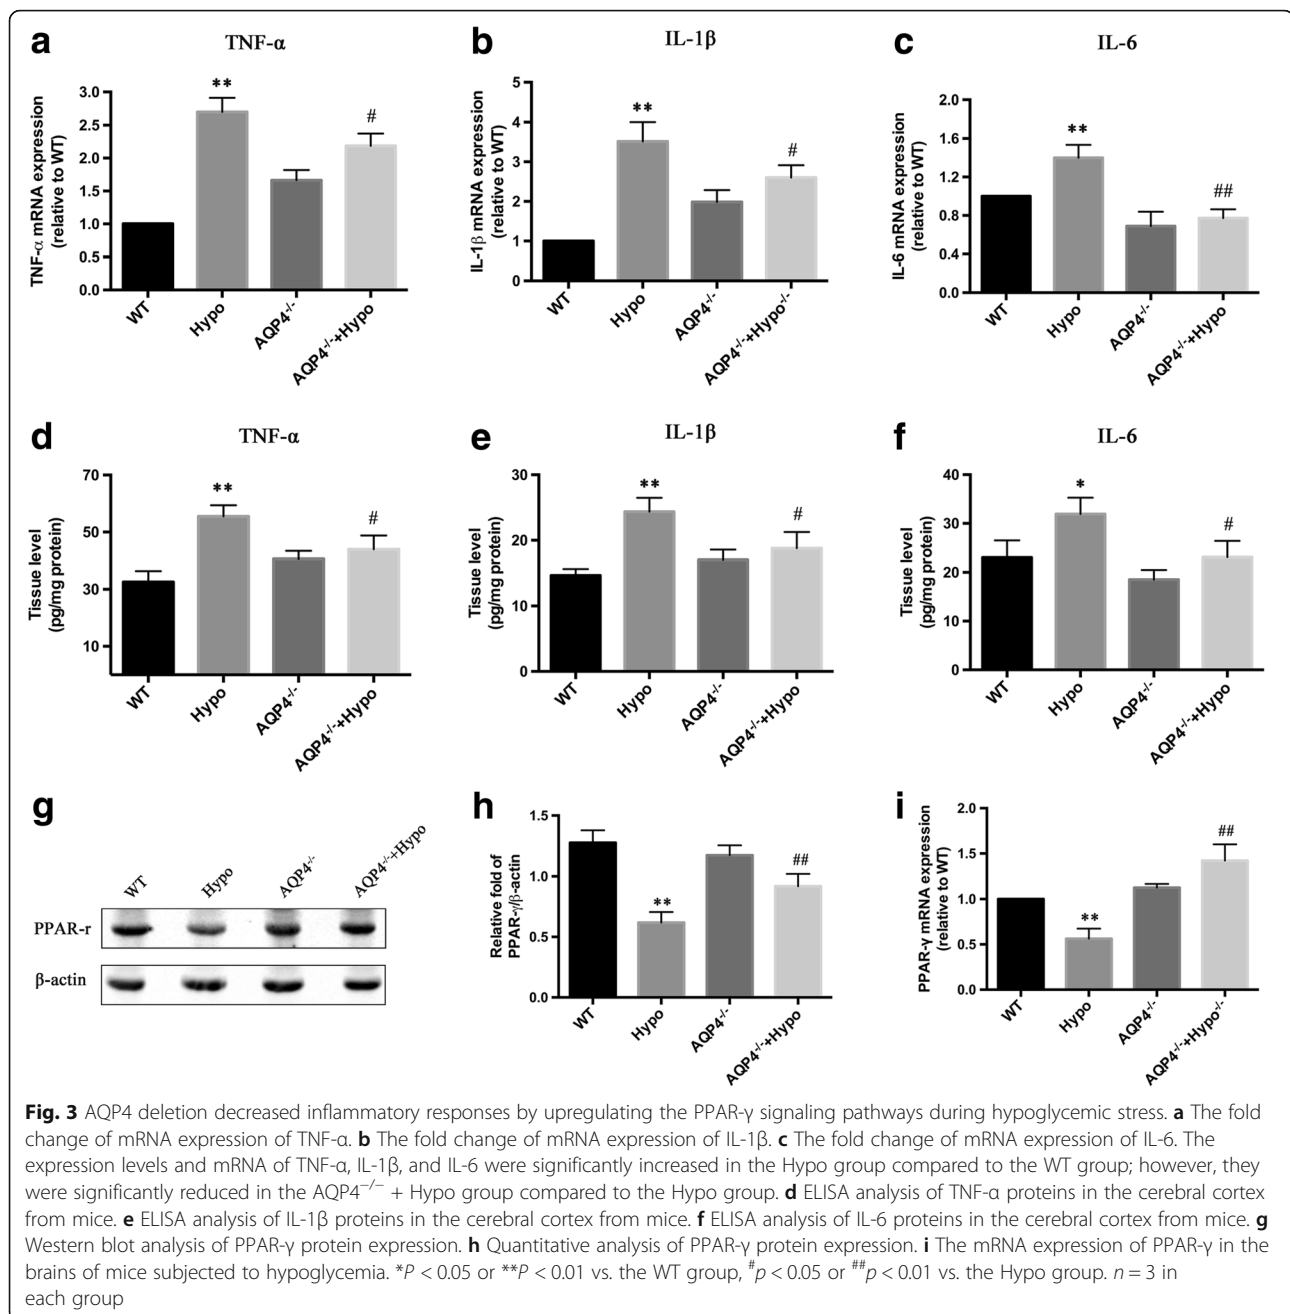 a
TNF-α
TNF-α mRNA expression
(relative to WT)
3.0
2.5
2.0
1.5
1.0
0.5
0.0
**
#
WT
Hypo
AQP4-/-
AQP4-/-+Hypo
b
IL-1β
IL-1β mRNA expression
(relative to WT)
5
4
3
2
1
0
**
#
WT
Hypo
AQP4-/-
AQP4-/-+Hypo-/-
c
IL-6
IL-6 mRNA expression
(relative to WT)
2.0
1.6
1.2
0.8
0.4
0.0
**
##
WT
Hypo
AQP4-/-
AQP4-/-+Hypo
d
TNF-α
Tissue level
(pg/mg protein)
70
50
30
10
**
#
WT
Hypo
AQP4-/-
AQP4-/-+Hypo
e
IL-1β
Tissue level
(pg/mg protein)
30
20
10
0
**
#
WT
Hypo
AQP4-/-
AQP4-/-+Hypo
f
IL-6
Tissue level
(pg/mg protein)
40
30
20
10
0
*
#
WT
Hypo
AQP4-/-
AQP4-/-+Hypo
g
WT
Hypo
AQP4-/-
AQP4-/-+Hypo
PPAR-r
β-actin
h
Relative fold of
PPAR-γ/β-actin
1.5
1.0
0.5
0.0
**
##
WT
Hypo
AQP4-/-
AQP4-/-+Hypo
i
PPAR-γ mRNA expression
(relative to WT)
2.0
1.5
1.0
0.5
0.0
**
##
WT
Hypo
AQP4-/-
AQP4-/-+Hypo-/-
Fig. 3 AQP4 deletion decreased inflammatory responses by upregulating the PPAR-γ signaling pathways during hypoglycemic stress. a The fold
change of mRNA expression of TNF-α. b The fold change of mRNA expression of IL-1β. c The fold change of mRNA expression of IL-6. The
expression levels and mRNA of TNF-α, IL-1β, and IL-6 were significantly increased in the Hypo group compared to the WT group; however, they
were significantly reduced in the AQP4−/− + Hypo group compared to the Hypo group. d ELISA analysis of TNF-α proteins in the cerebral cortex
from mice. e ELISA analysis of IL-1β proteins in the cerebral cortex from mice. f ELISA analysis of IL-6 proteins in the cerebral cortex from mice. g
Western blot analysis of PPAR-γ protein expression. h Quantitative analysis of PPAR-γ protein expression. i The mRNA expression of PPAR-γ in the
brains of mice subjected to hypoglycemia. *P < 0.05 or **P < 0.01 vs. the WT group, #p < 0.05 or ##p < 0.01 vs. the Hypo group. n = 3 in
each group